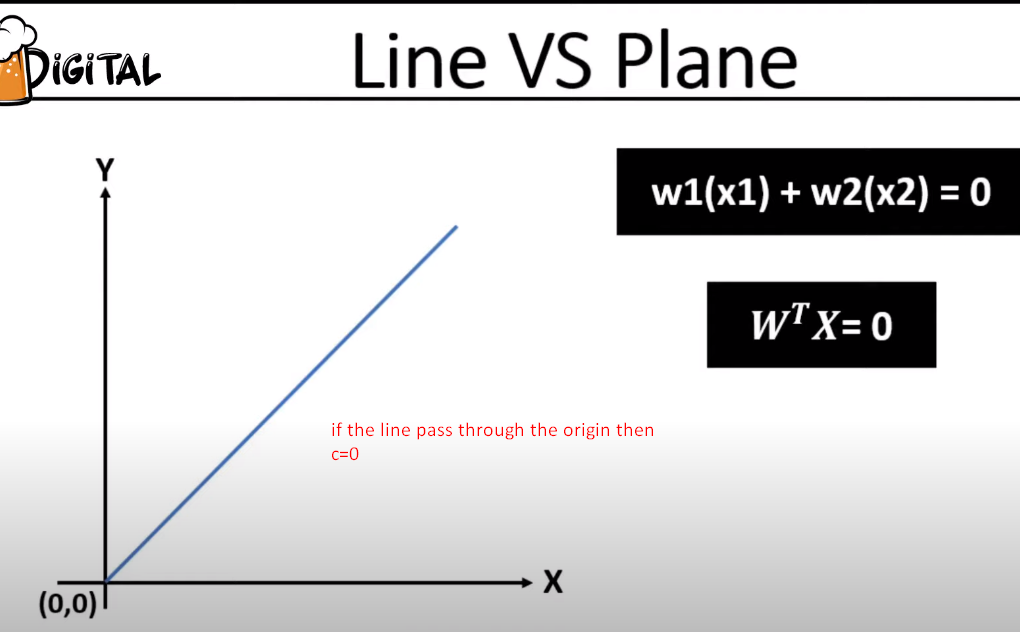 DiGiTAL
Line VS Plane
Y
w1(x1) + w2(x2) = 0
Wᵀ X= 0
if the line pass through the origin then
c=0
X
(0,0)